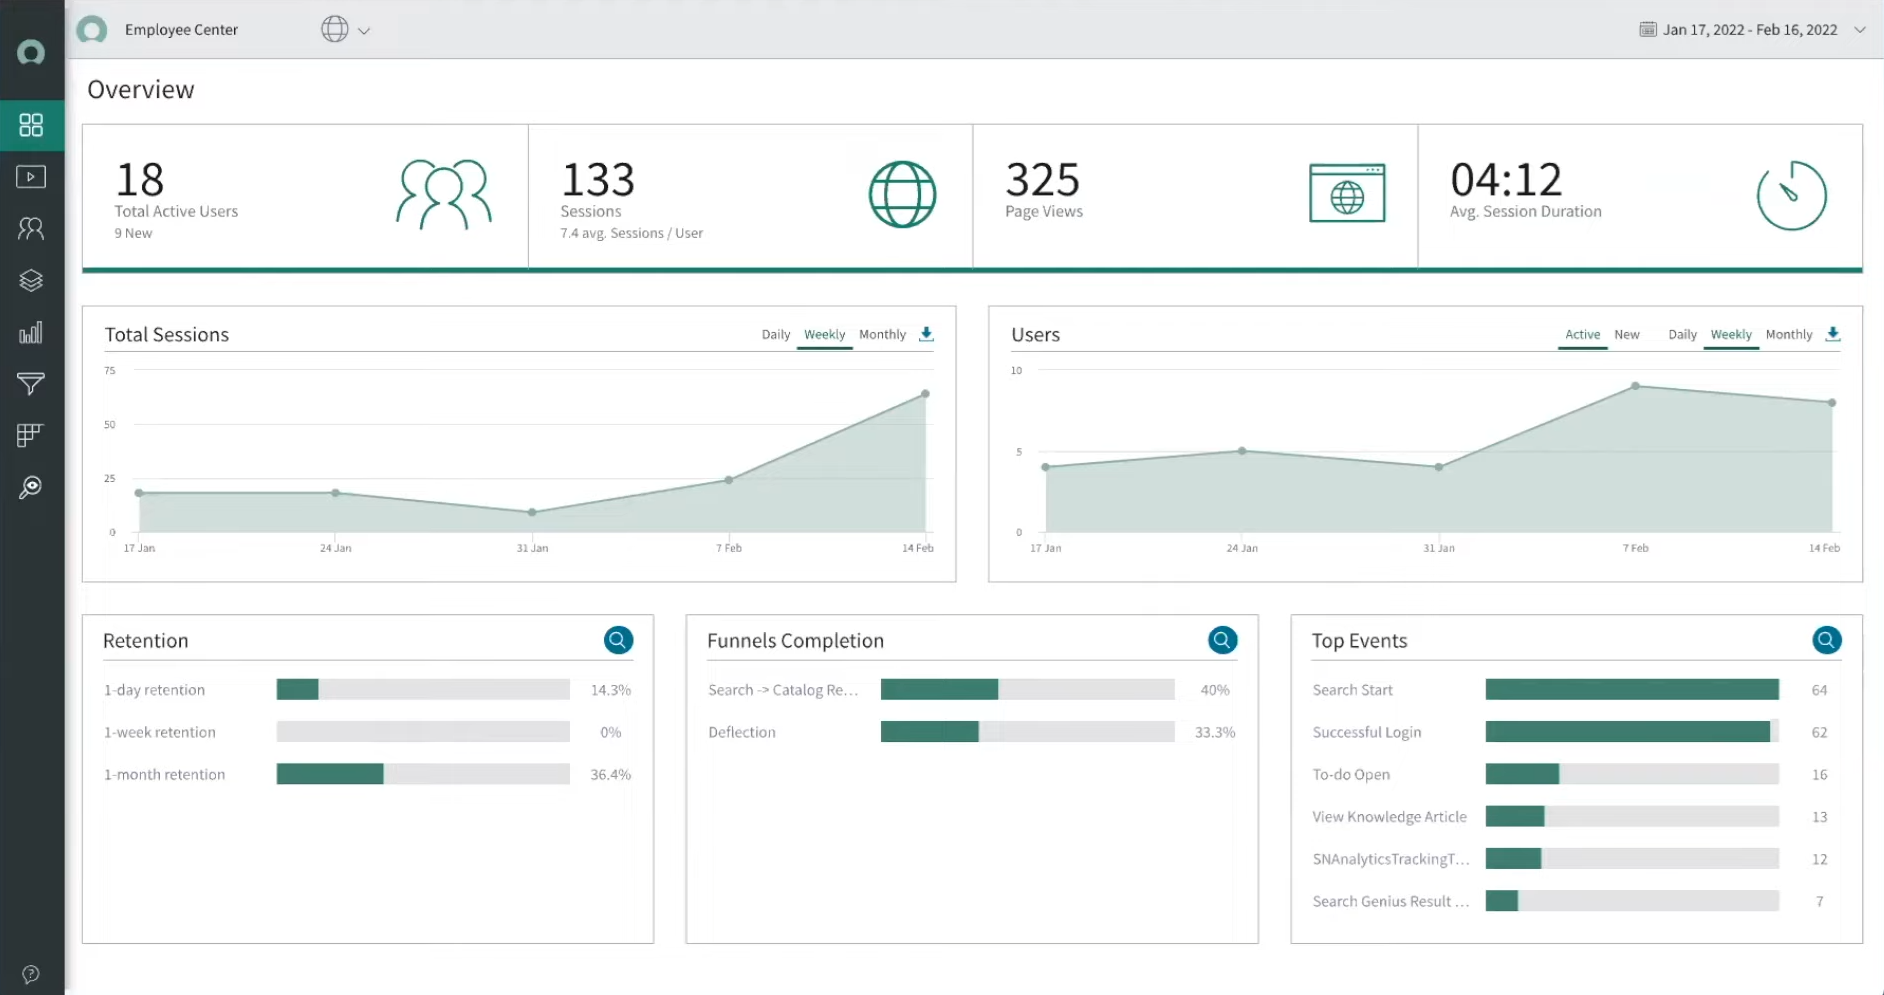 Employee Center
Jan 17, 2022 - Feb 16, 2022
Overview
18
Total Active Users
9 New
133
Sessions
7.4 avg. Sessions / User
325
Page Views
04:12
Avg. Session Duration
Total Sessions
Daily Weekly Monthly
75
50
25
0
17 Jan 24 Jan 31 Jan 7 Feb 14 Feb
Users
Active New Daily Weekly Monthly
10
5
0
17 Jan 24 Jan 31 Jan 7 Feb 14 Feb
Retention
1-day retention 14.3%
1-week retention 0%
1-month retention 36.4%
Funnels Completion
Search -> Catalog Re... 40%
Deflection 33.3%
Top Events
Search Start 64
Successful Login 62
To-do Open 16
View Knowledge Article 13
SNAnalyticsTrackingT... 12
Search Genius Result ... 7
?